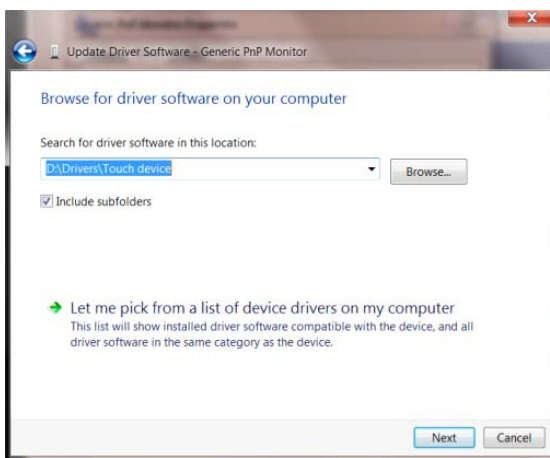 Update Driver Software - Generic PnP Monitor
Browse for driver software on your computer
Search for driver software in this location:
D:\Drivers\Touch device
Browse...
Include subfolders
Let me pick from a list of device drivers on my computer
This list will show installed driver software compatible with the device, and all
driver software in the same category as the device.
Next
Cancel